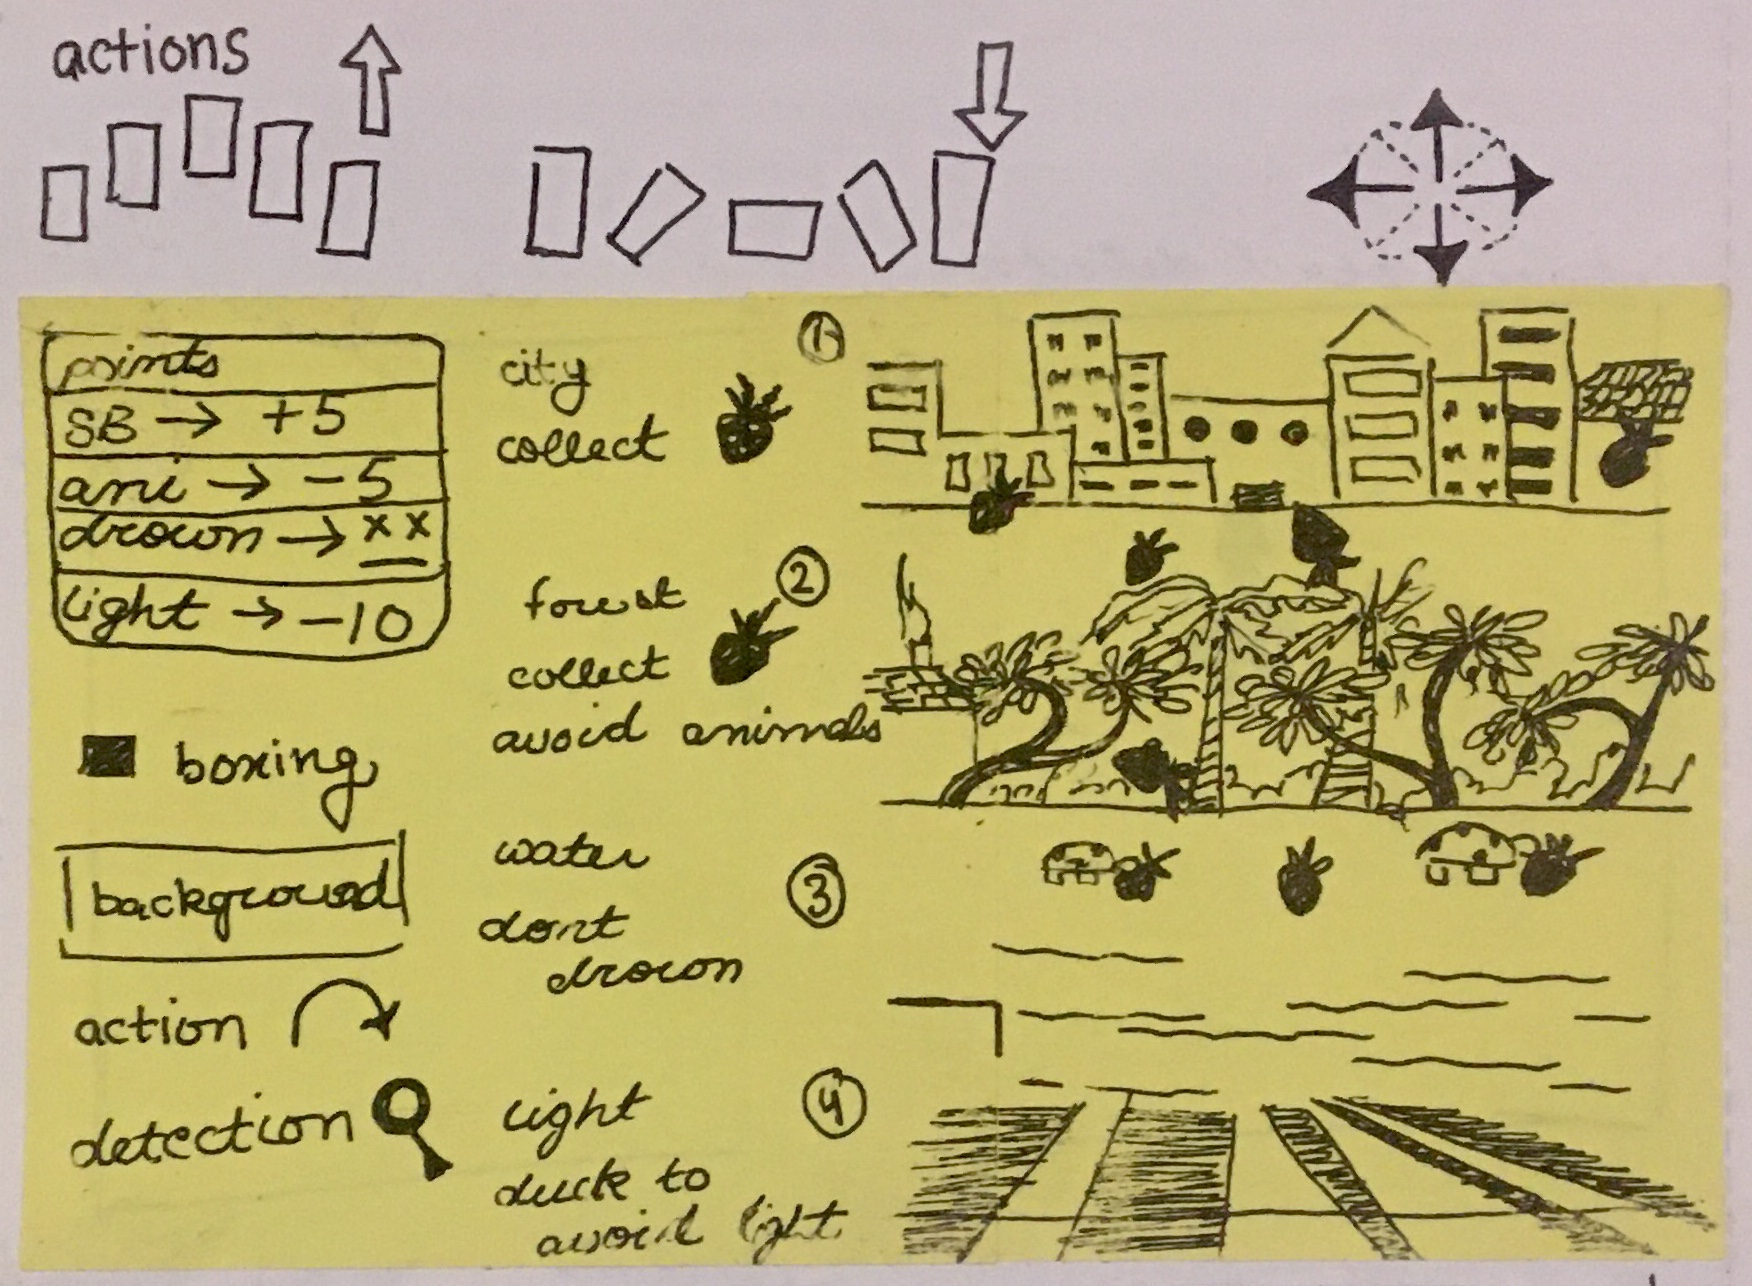 actions
points
SB → +5
ani → -5
drown → x x
light → -10
boxing
background
action
detection
1
city
collect
2
forest
collect
avoid animals
3
water
dont
drown
4
light
duck to
avoid light